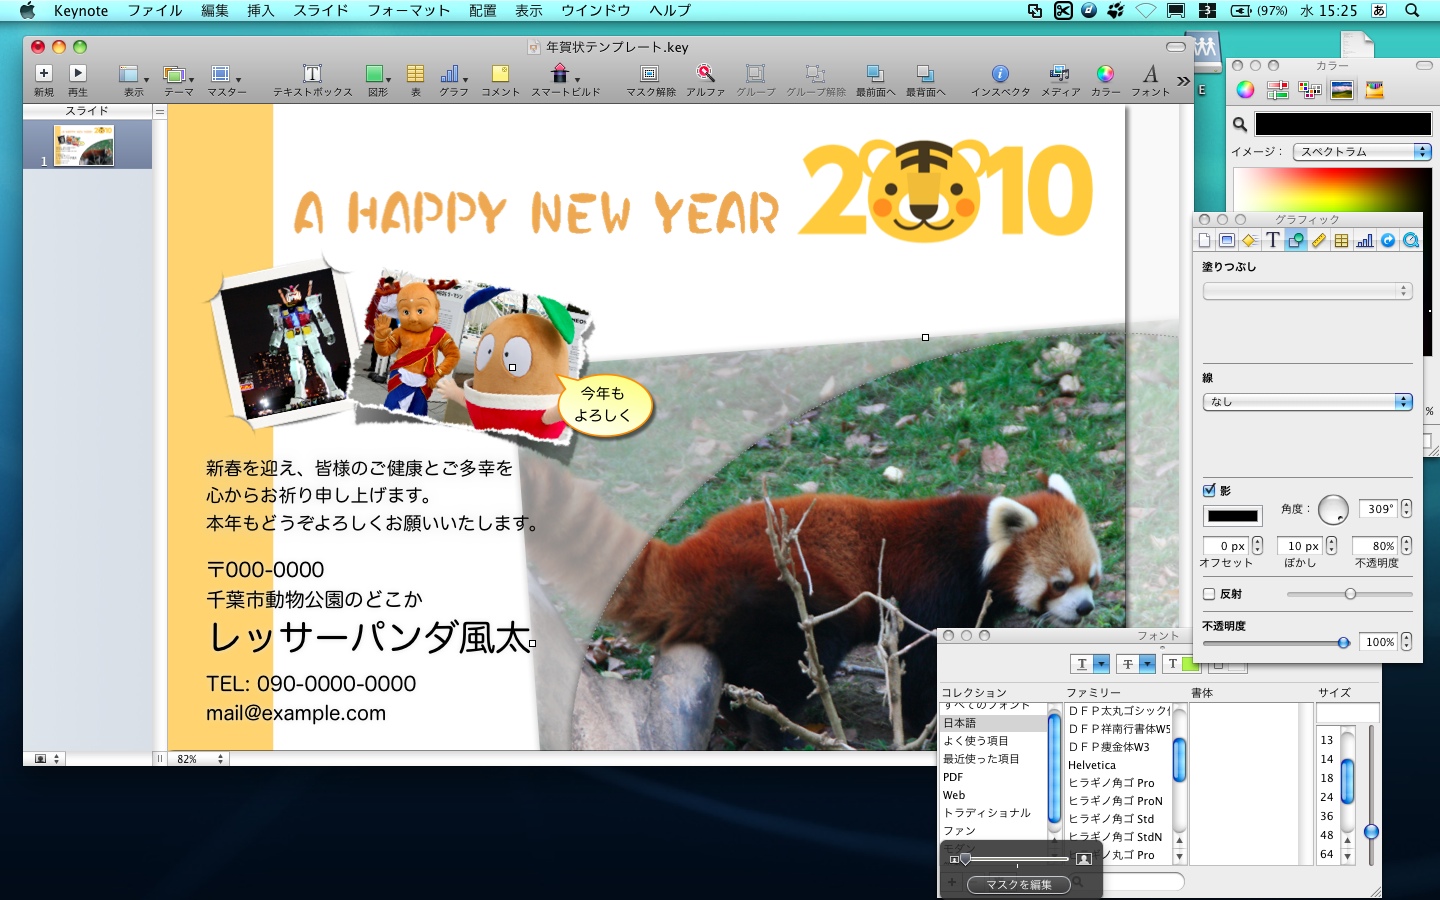 Keynote ファイル 編集 挿入 スライド フォーマット 配置 表示 ウインドウ ヘルプ
3 (97%) 水 15:25 あ
年賀状テンプレート.key
新規 再生 表示 テーマ マスター テキストボックス 図形 表 グラフ コメント スマートビルド マスク解除 アルファ グループ グループ解除 最前面へ 最背面へ インスペクタ メディア カラー フォント
スライド
1
A HAPPY NEW YEAR 2010
今年も
よろしく
新春を迎え、皆様のご健康とご多幸を
心からお祈り申し上げます。
本年もどうぞよろしくお願いいたします。
〒000-0000
千葉市動物公園のどこか
レッサーパンダ風太
TEL: 090-0000-0000
mail@example.com
82%
E
カラー
イメージ： スペクトラム
%
グラフィック
塗りつぶし
線
なし
影
角度： 309°
0 px 10 px 80%
オフセット ぼかし 不透明度
反射
不透明度
100%
フォント
T T T
コレクション ファミリー 書体 サイズ
すべてのフォント
日本語
よく使う項目
最近使った項目
PDF
Web
トラディショナル
ファン
モダン
ＤＦＰ太丸ゴシック体
ＤＦＰ祥南行書体W5
ＤＦＰ痩金体W3
Helvetica
ヒラギノ角ゴ Pro
ヒラギノ角ゴ ProN
ヒラギノ角ゴ Std
ヒラギノ角ゴ StdN
ヒラギノ丸ゴ Pro
13
14
18
24
36
48
64
マスクを編集